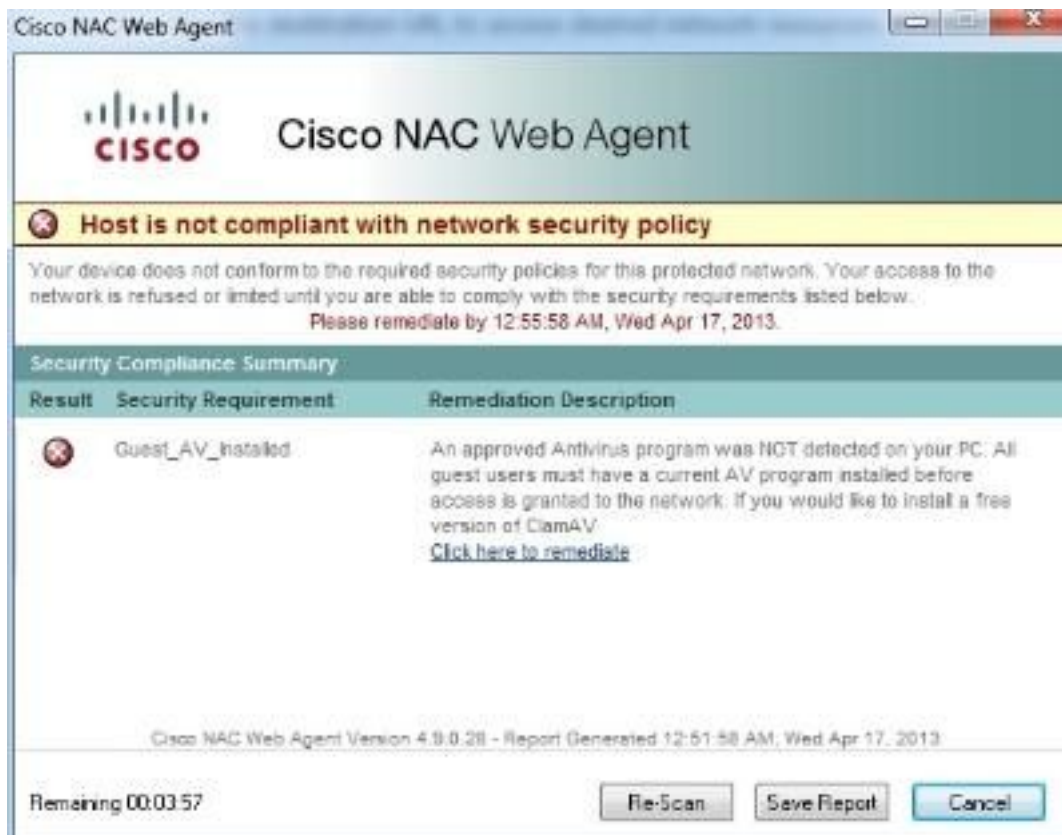 Cisco NAC Web Agent
CISCO
Cisco NAC Web Agent
Host is not compliant with network security policy
Your device does not conform to the required security policies for this protected network. Your access to the
network is refused or limited until you are able to comply with the security requirements listed below.
Please remediate by 12:55:58 AM, Wed Apr 17, 2013.
Security Compliance Summary
Result Security Requirement Remediation Description
Guest_AV_Installed
An approved Antivirus program was NOT detected on your PC. All
guest users must have a current AV program installed before
access is granted to the network. If you would like to install a free
version of ClamAV
Click here to remediate
Cisco NAC Web Agent Version 4.9.0.28 - Report Generated 12:51:58 AM, Wed Apr 17, 2013
Remaining 00:03:57
Re-Scan Save Report Cancel